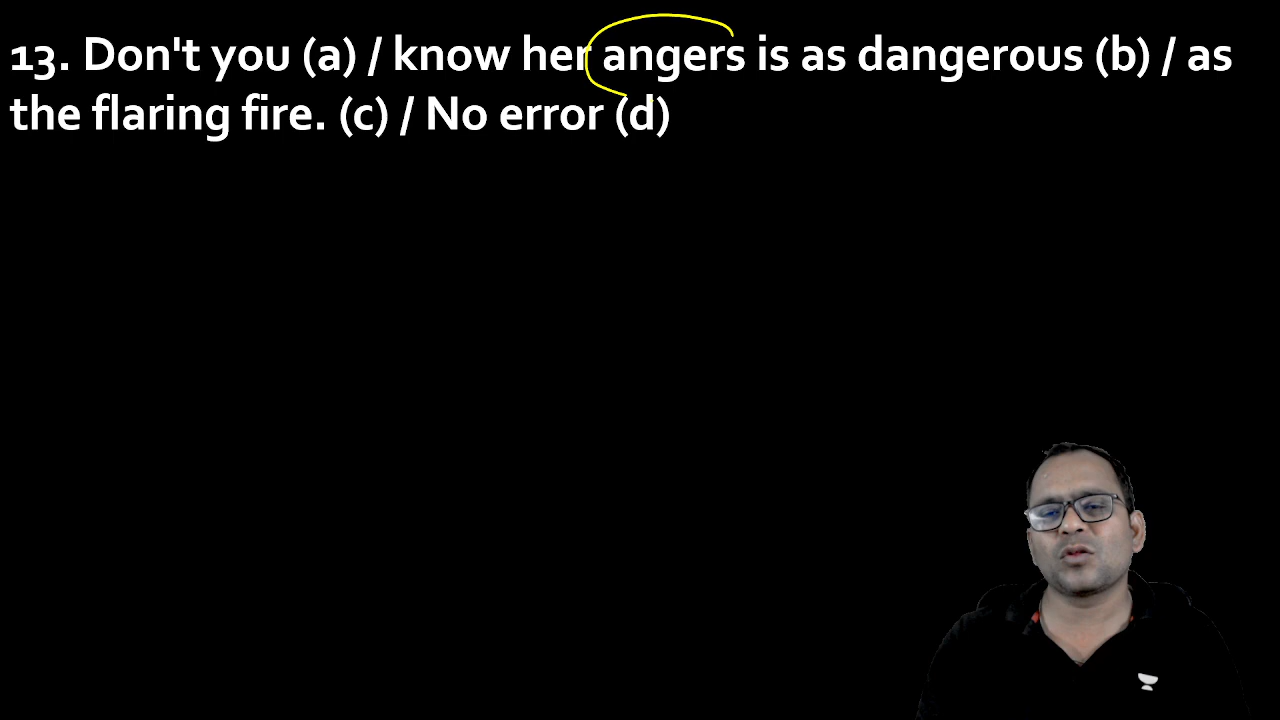 13. Don't you (a) / know her angers is as dangerous (b) / as
the flaring fire. (c) / No error (d)